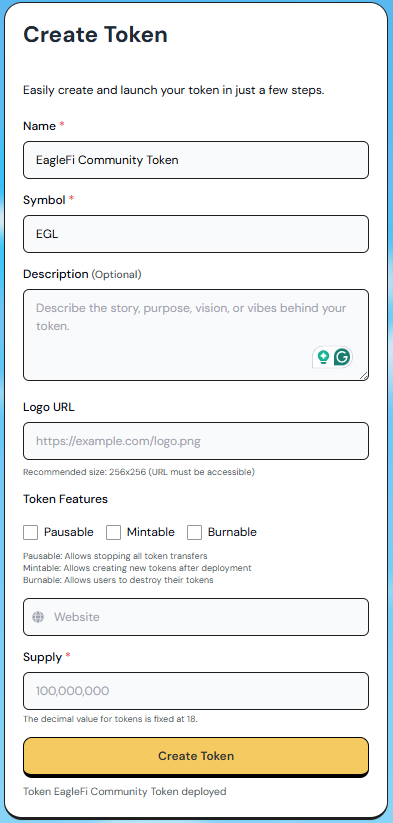 Create Token
Easily create and launch your token in just a few steps.
Name *
EagleFi Community Token
Symbol *
EGL
Description (Optional)
Describe the story, purpose, vision, or vibes behind your
token.
Logo URL
https://example.com/logo.png
Recommended size: 256x256 (URL must be accessible)
Token Features
Pausable Mintable Burnable
Pausable: Allows stopping all token transfers
Mintable: Allows creating new tokens after deployment
Burnable: Allows users to destroy their tokens
Website
Supply *
100,000,000
The decimal value for tokens is fixed at 18.
Create Token
Token EagleFi Community Token deployed